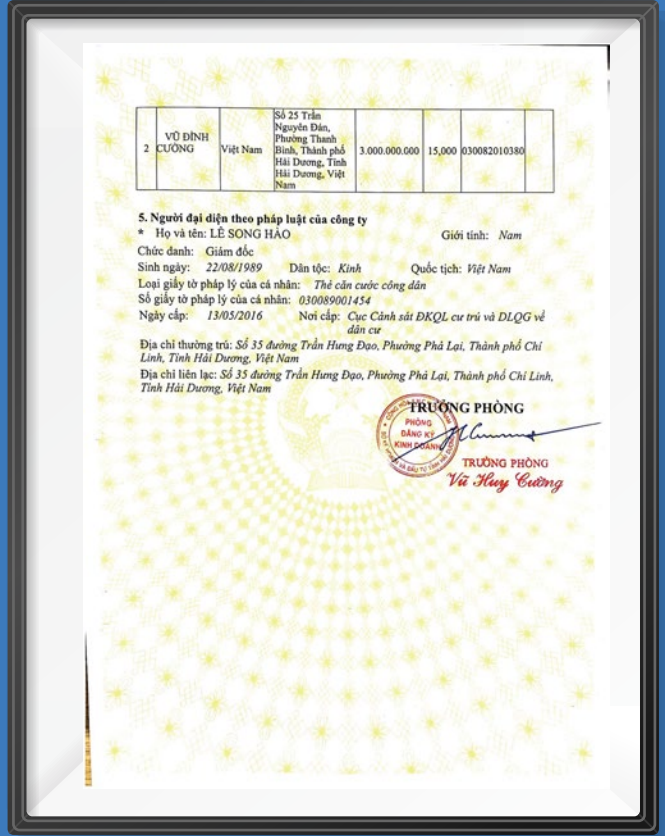 2
VŨ ĐÌNH
CƯỜNG
Việt Nam
Số 25 Trần
Nguyên Đán,
Phường Thanh
Bình, Thành phố
Hải Dương, Tỉnh
Hải Dương, Việt
Nam
3.000.000.000
15,000
030082010380
5. Người đại diện theo pháp luật của công ty
* Họ và tên: LÊ SONG HÀO Giới tính: Nam
Chức danh: Giám đốc
Sinh ngày: 22/08/1989 Dân tộc: Kinh Quốc tịch: Việt Nam
Loại giấy tờ pháp lý của cá nhân: Thẻ căn cước công dân
Số giấy tờ pháp lý của cá nhân: 030089001454
Ngày cấp: 13/05/2016 Nơi cấp: Cục Cảnh sát ĐKQL cư trú và DLQG về
dân cư
Địa chỉ thường trú: Số 35 đường Trần Hưng Đạo, Phường Phả Lại, Thành phố Chí
Linh, Tỉnh Hải Dương, Việt Nam
Địa chỉ liên lạc: Số 35 đường Trần Hưng Đạo, Phường Phả Lại, Thành phố Chí Linh,
Tỉnh Hải Dương, Việt Nam
TRƯỞNG PHÒNG
PHÒNG
ĐĂNG KÝ
KINH DOANH
TRƯỞNG PHÒNG
Vũ Huy Cường